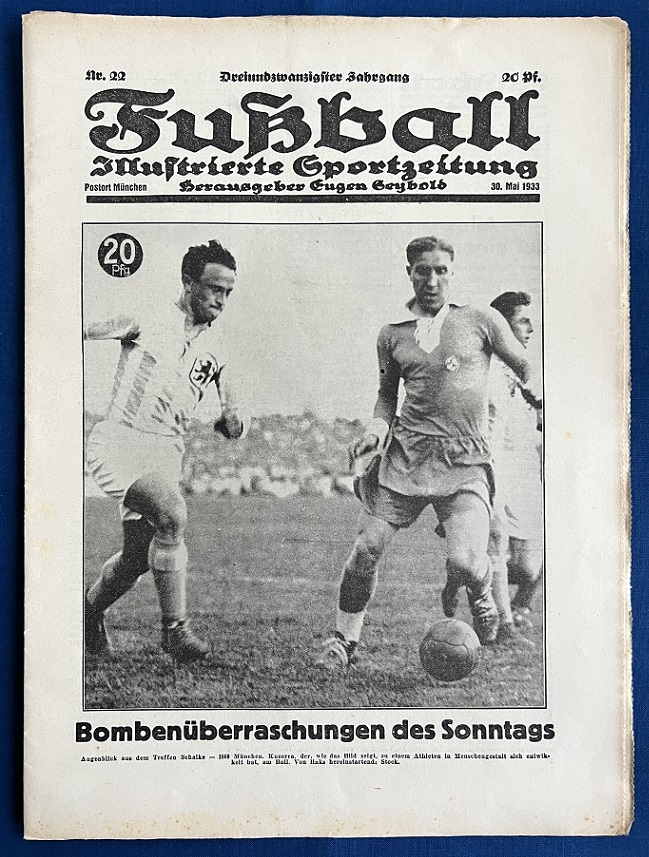 Nr. 22 Dreiundzwanzigster Jahrgang 20 Pf.
Fußball
Illustrierte Sportzeitung
Postort München Herausgeber Eugen Seybold 30. Mai 1933
20
Pfg
Bombenüberraschungen des Sonntags
Augenblick aus dem Treffen Schalke — 1860 München. Kuzorra, der, wie das Bild zeigt, zu einem Athleten in Menschengestalt sich entwik-
kelt hat, am Ball. Von links hereinstartend: Stock.